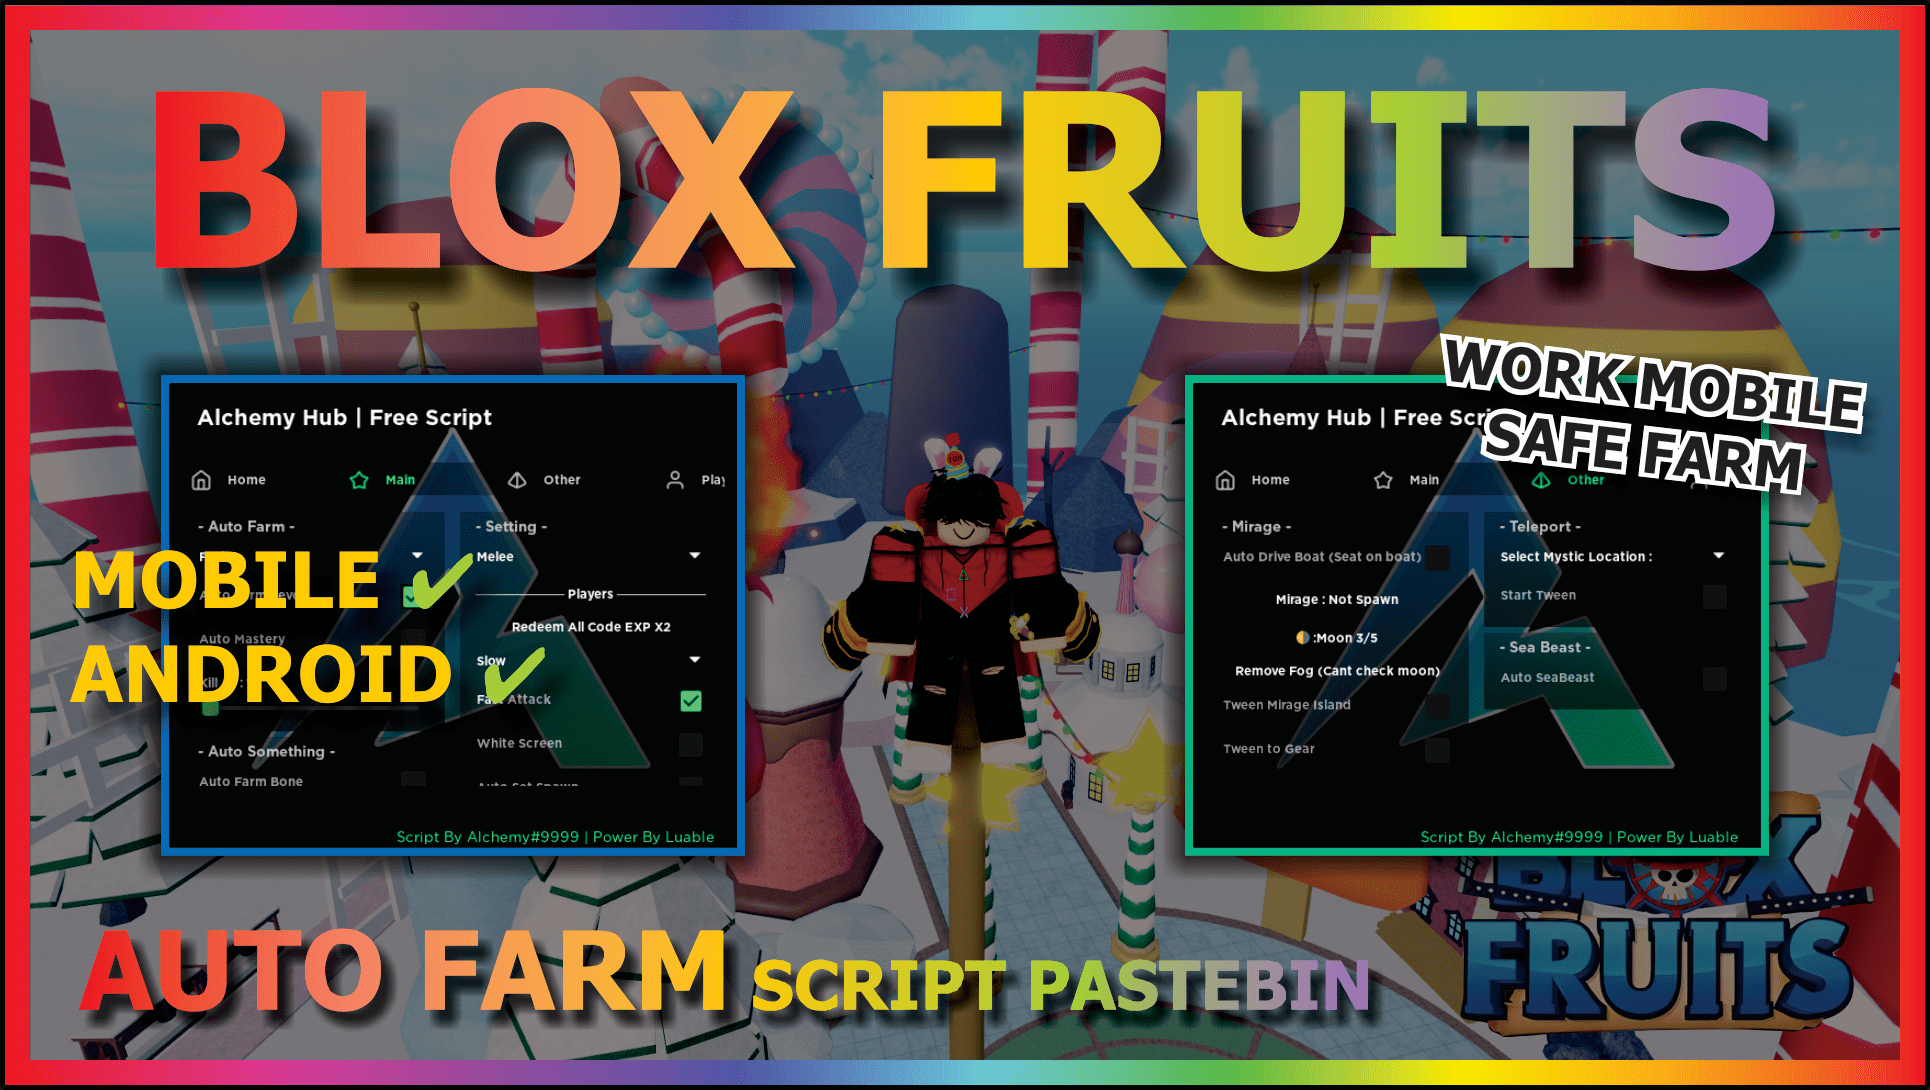 BLOX FRUITS
WORK MOBILE
SAFE FARM
Alchemy Hub | Free Script
Home
Main
Other
- Auto Farm -
- Setting -
Melee
Players
Auto Mastery
Redeem All Code EXP X2
Slow
Attack
White Screen
- Auto Something -
Auto Farm Bone
Auto Set Spawn
Script By Alchemy#9999 | Power By Luable
MOBILE ✔
ANDROID ✔
Alchemy Hub | Free
Home
Main
Other
- Mirage -
Auto Drive Boat (Seat on boat)
Mirage : Not Spawn
:Moon 3/5
Remove Fog (Cant check moon)
Tween Mirage Island
Tween to Gear
- Teleport -
Select Mystic Location :
Start Tween
- Sea Beast -
Auto SeaBeast
Script By Alchemy#9999 | Power By Luable
AUTO FARM SCRIPT PASTEBIN
BLOX
FRUITS